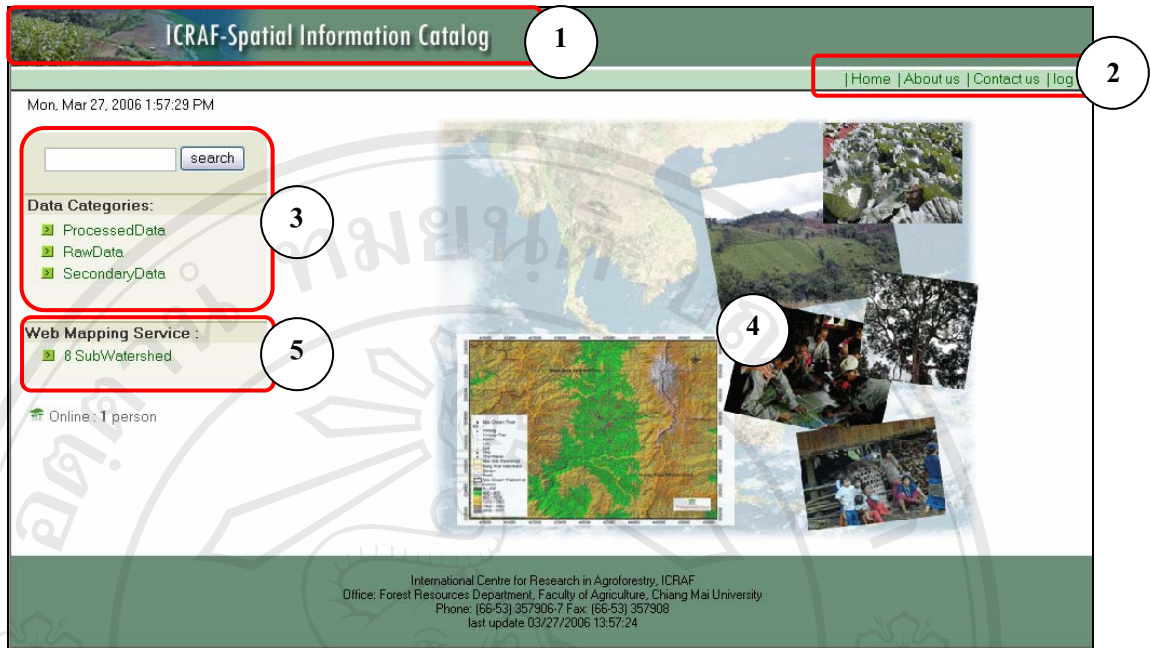 ICRAF-Spatial Information Catalog
1
|Home |About us |Contact us |log
2
Mon, Mar 27, 2006 1:57:29 PM
search
Data Categories:
ProcessedData
RawData
SecondaryData
3
4
Web Mapping Service :
8 SubWatershed
5
Online : 1 person
International Centre for Research in Agroforestry, ICRAF
Office: Forest Resources Department, Faculty of Agriculture, Chiang Mai University
Phone: (66-53) 357906-7 Fax: (66-53) 357908
last update 03/27/2006 13:57:24